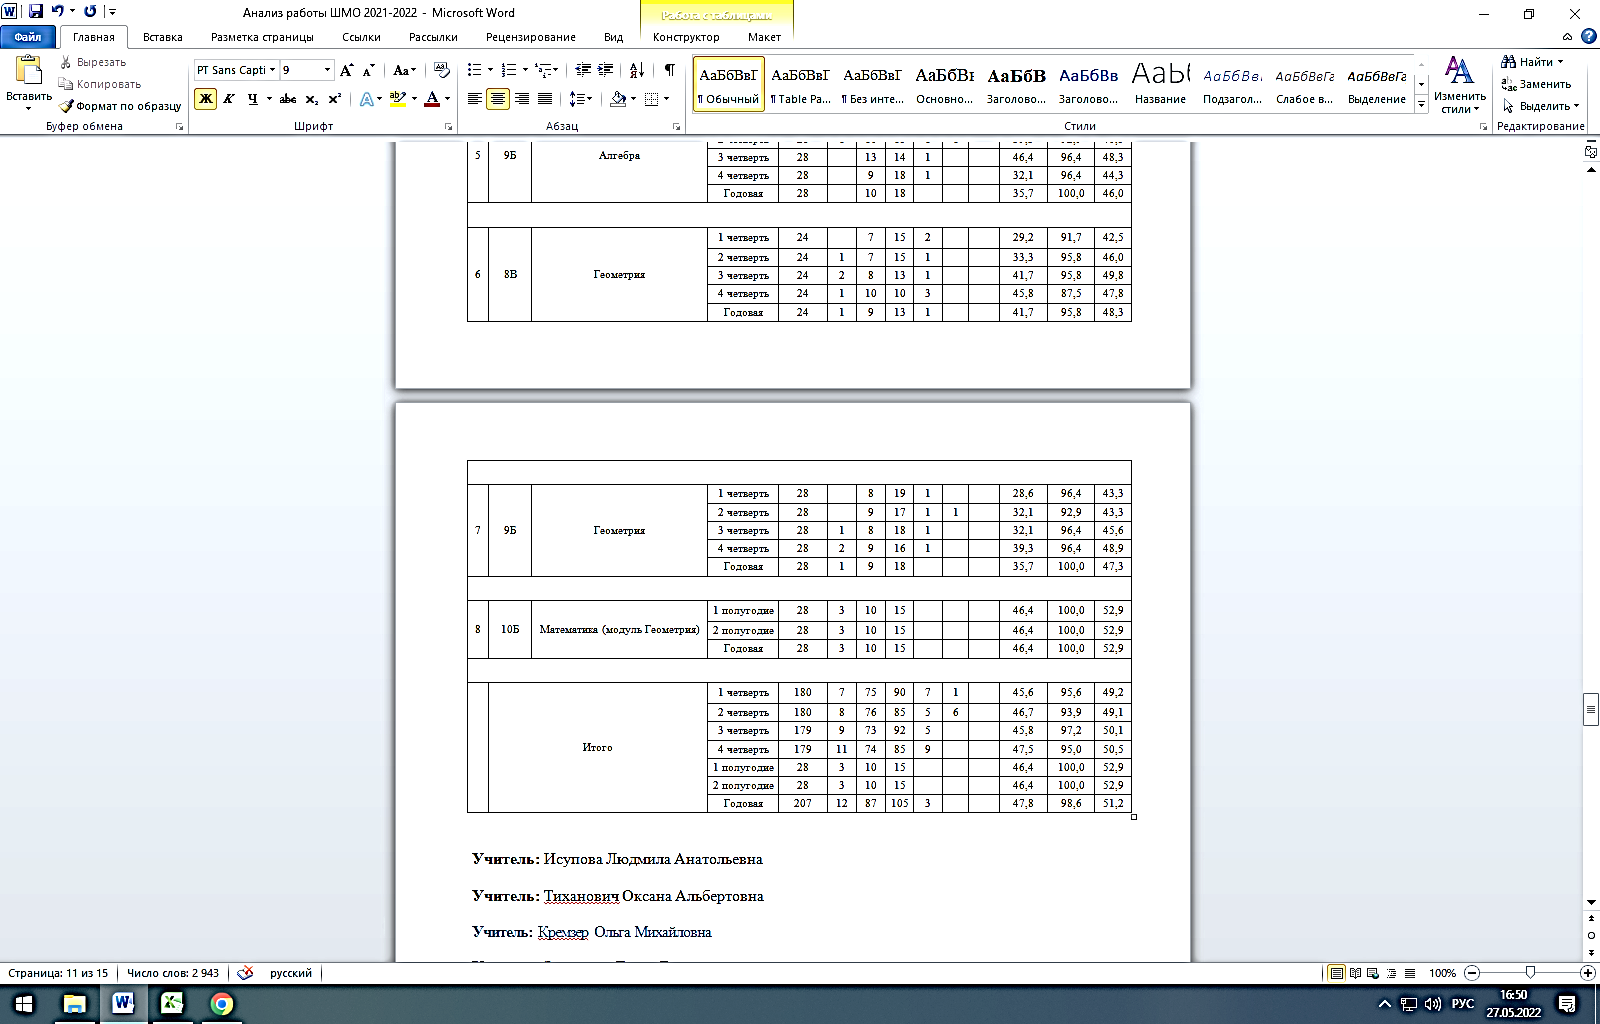 Анализ работы ШМО 2021-2022 - Microsoft Word
Работа с таблицами
Файл Главная Вставка Разметка страницы Ссылки Рассылки Рецензирование Вид Конструктор Макет
Вставить
Вырезать
Копировать
Формат по образцу
Буфер обмена
PT Sans Capti 9
Шрифт
Абзац
АаБбВвГ АаБбВвГ АаБбВвГ
¶ Обычный ¶ Table Pa... ¶ Без инте... Основно... Заголово... Заголово... Название Подзагол... Слабое в... Выделение
Стили
Изменить стили
Найти
Заменить
Выделить
Редактирование
5 9Б Алгебра
3 четверть 28 13 14 1 46,4 96,4 48,3
4 четверть 28 9 18 1 32,1 96,4 44,3
Годовая 28 10 18 35,7 100,0 46,0
6 8В Геометрия
1 четверть 24 7 15 2 29,2 91,7 42,5
2 четверть 24 1 7 15 1 33,3 95,8 46,0
3 четверть 24 2 8 13 1 41,7 95,8 49,8
4 четверть 24 1 10 10 3 45,8 87,5 47,8
Годовая 24 1 9 13 1 41,7 95,8 48,3
7 9Б Геометрия
1 четверть 28 8 19 1 28,6 96,4 43,3
2 четверть 28 9 17 1 1 32,1 92,9 43,3
3 четверть 28 1 8 18 1 32,1 96,4 45,6
4 четверть 28 2 9 16 1 39,3 96,4 48,9
Годовая 28 1 9 18 35,7 100,0 47,3
8 10Б Математика (модуль Геометрия)
1 полугодие 28 3 10 15 46,4 100,0 52,9
2 полугодие 28 3 10 15 46,4 100,0 52,9
Годовая 28 3 10 15 46,4 100,0 52,9
Итого
1 четверть 180 7 75 90 7 1 45,6 95,6 49,2
2 четверть 180 8 76 85 5 6 46,7 93,9 49,1
3 четверть 179 9 73 92 5 45,8 97,2 50,1
4 четверть 179 11 74 85 9 47,5 95,0 50,5
1 полугодие 28 3 10 15 46,4 100,0 52,9
2 полугодие 28 3 10 15 46,4 100,0 52,9
Годовая 207 12 87 105 3 47,8 98,6 51,2
Учитель: Исупова Людмила Анатольевна
Учитель: Тиханович Оксана Альбертовна
Учитель: Кремзер Ольга Михайловна
Страница: 11 из 15 Число слов: 2 943 русский 100%
РУС 16:50
27.05.2022